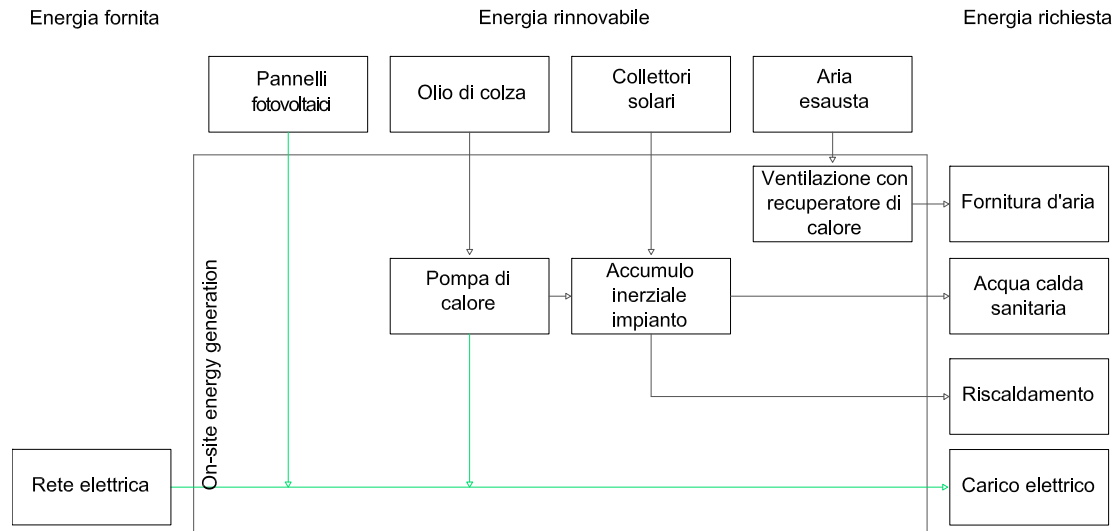 Energia fornita
Energia rinnovabile
Energia richiesta
Pannelli
fotovoltaici
Olio di colza
Collettori
solari
Aria
esausta
Ventilazione con
recuperatore di
calore
Fornitura d'aria
Pompa di
calore
Accumulo
inerziale
impianto
Acqua calda
sanitaria
On-site energy generation
Riscaldamento
Rete elettrica
Carico elettrico